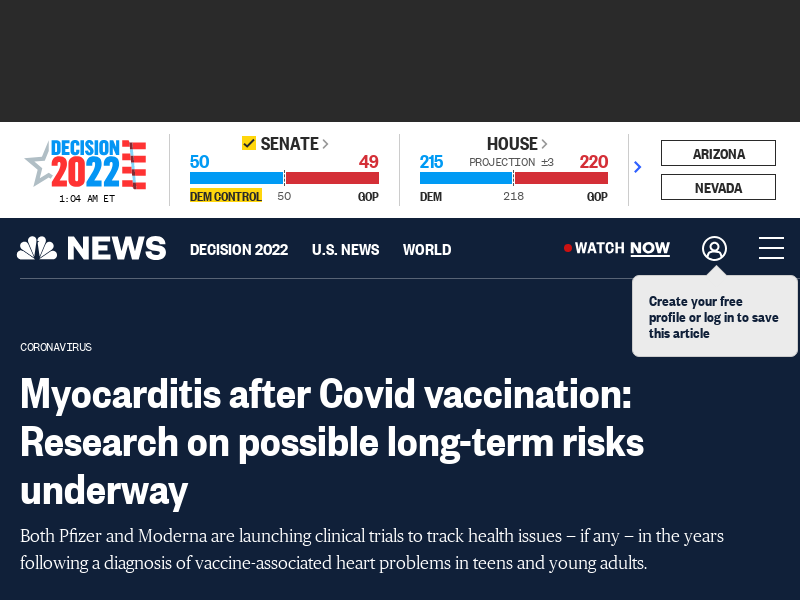 DECISION
2022
1:04 AM ET
SENATE
50 49
DEM CONTROL 50 GOP
HOUSE
215 PROJECTION ±3 220
DEM 218 GOP
ARIZONA
NEVADA
NEWS DECISION 2022 U.S. NEWS WORLD WATCH NOW
Create your free
profile or log in to save
this article
CORONAVIRUS
Myocarditis after Covid vaccination:
Research on possible long-term risks
underway
Both Pfizer and Moderna are launching clinical trials to track health issues — if any — in the years
following a diagnosis of vaccine-associated heart problems in teens and young adults.